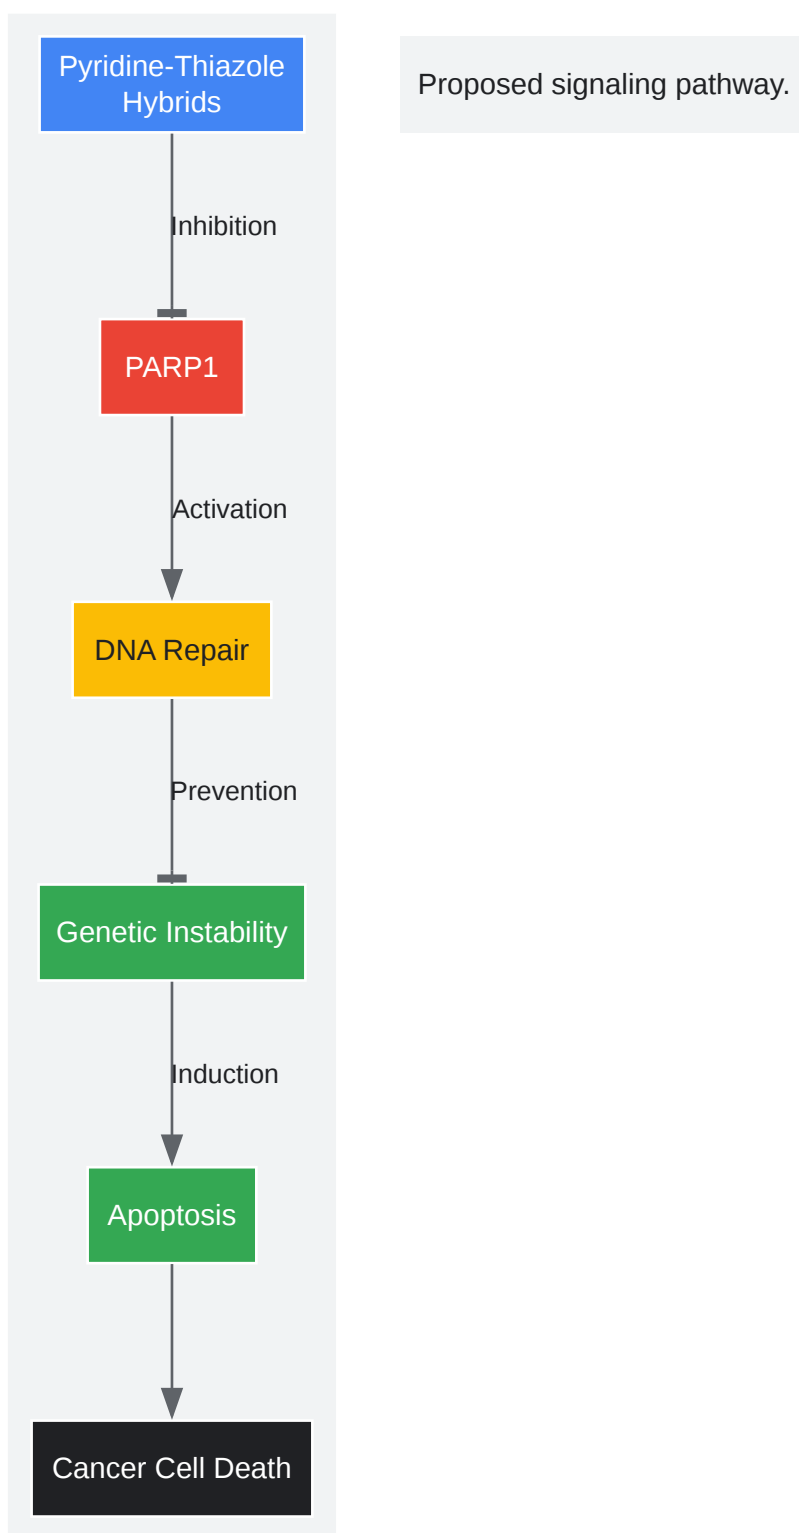 Pyridine-Thiazole
Hybrids
Proposed signaling pathway.
Inhibition
PARP1
Activation
DNA Repair
Prevention
Genetic Instability
Induction
Apoptosis
Cancer Cell Death